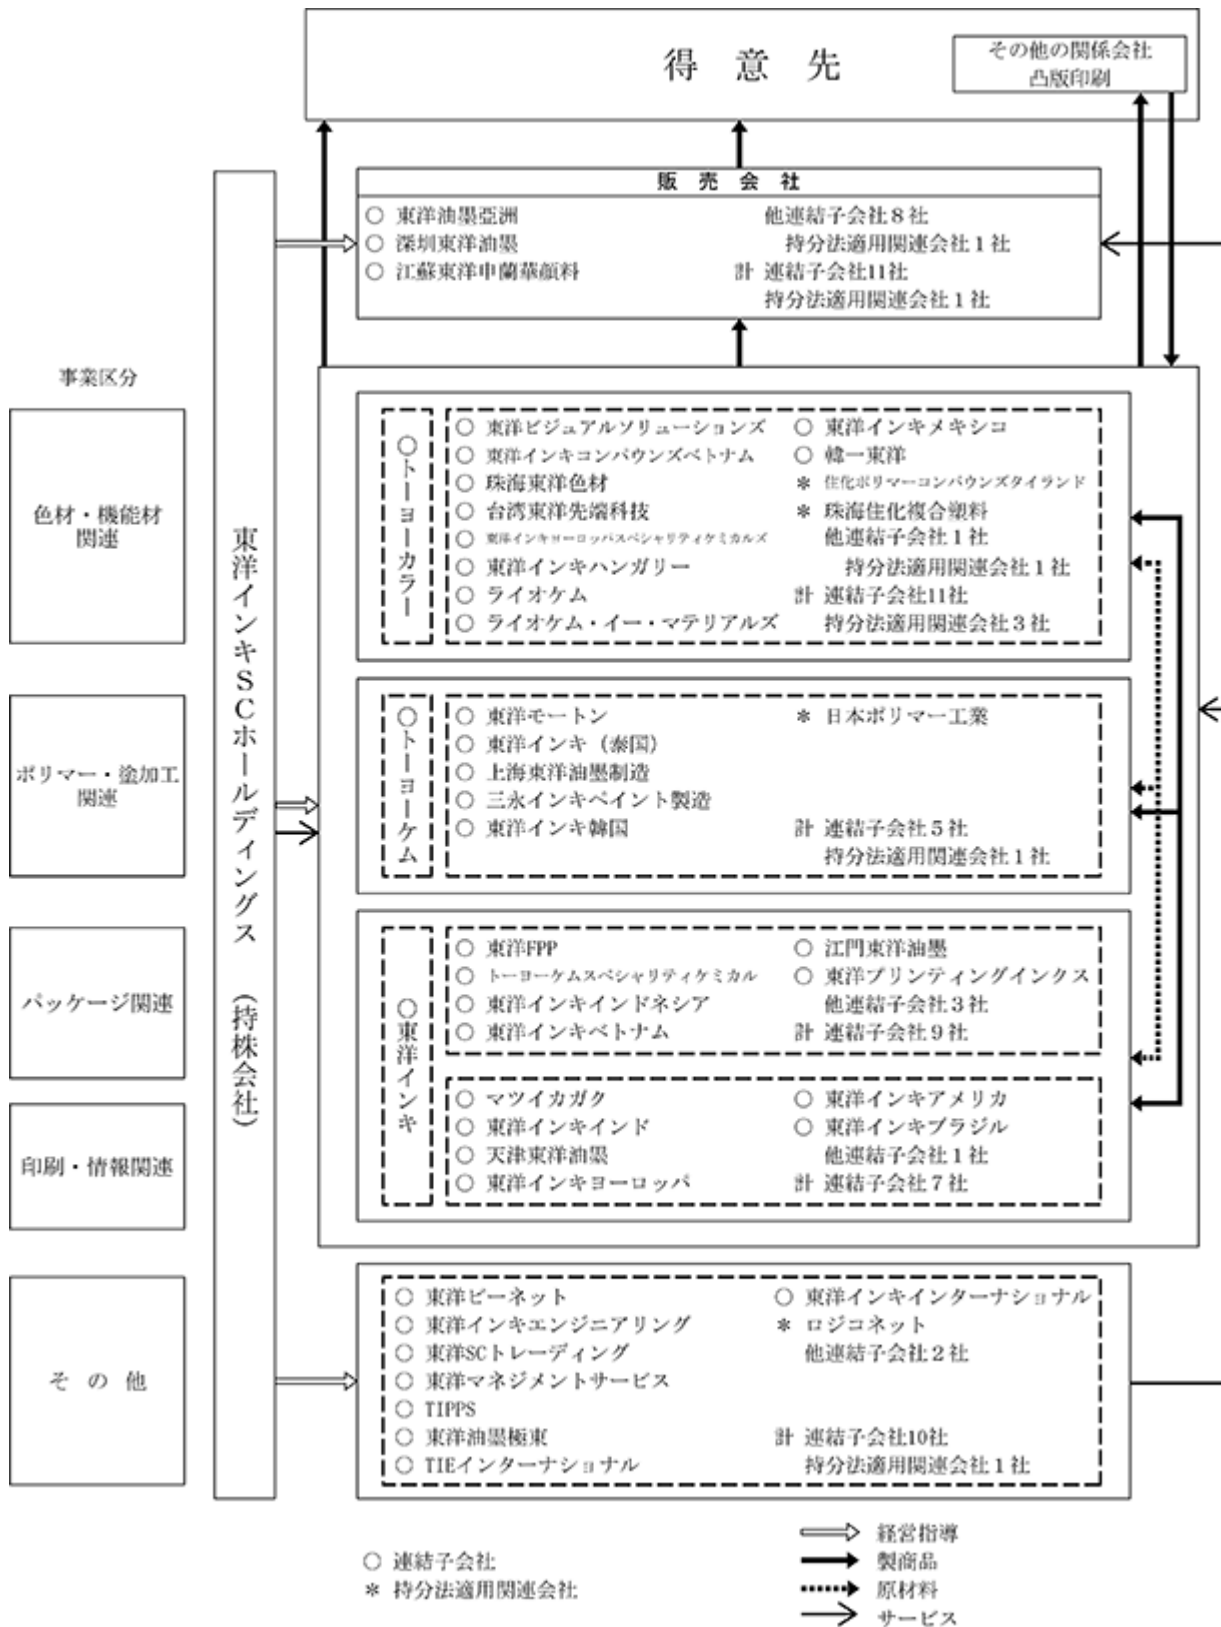 得意先
その他の関係会社
凸版印刷
販売会社
○ 東洋油墨亞洲
○ 深圳東洋油墨
○ 江蘇東洋申蘭華顔料
他連結子会社8社
持分法適用関連会社1社
計 連結子会社11社
持分法適用関連会社1社
事業区分
色材・機能材
関連
ポリマー・塗加工
関連
パッケージ関連
印刷・情報関連
その他
東洋インキSCホールディングス (持株会社)
○トーヨーカラー
○ 東洋ビジュアルソリューションズ
○ 東洋インキコンパウンズベトナム
○ 珠海東洋色材
○ 台湾東洋先端科技
○ 東洋インキヨーロッパスペシャリティケミカルズ
○ 東洋インキハンガリー
○ ライオケム
○ ライオケム・イー・マテリアルズ
○ 東洋インキメキシコ
○ 韓一東洋
* 住化ポリマーコンパウンズタイランド
* 珠海住化複合塑料
他連結子会社1社
持分法適用関連会社1社
計 連結子会社11社
持分法適用関連会社3社
○トーヨーケム
○ 東洋モートン
○ 東洋インキ(泰国)
○ 上海東洋油墨制造
○ 三永インキペイント製造
○ 東洋インキ韓国
* 日本ポリマー工業
計 連結子会社5社
持分法適用関連会社1社
○東洋インキ
○ 東洋FPP
○ トーヨーケムスペシャリティケミカル
○ 東洋インキインドネシア
○ 東洋インキベトナム
○ 江門東洋油墨
○ 東洋プリンティングインクス
他連結子会社3社
計 連結子会社9社
○ マツイカガク
○ 東洋インキインド
○ 天津東洋油墨
○ 東洋インキヨーロッパ
○ 東洋インキアメリカ
○ 東洋インキブラジル
他連結子会社1社
計 連結子会社7社
○ 東洋ビーネット
○ 東洋インキエンジニアリング
○ 東洋SCトレーディング
○ 東洋マネジメントサービス
○ TIPPS
○ 東洋油墨極東
○ TIEインターナショナル
○ 東洋インキインターナショナル
* ロジコネット
他連結子会社2社
計 連結子会社10社
持分法適用関連会社1社
○ 連結子会社
* 持分法適用関連会社
経営指導
製商品
原材料
サービス